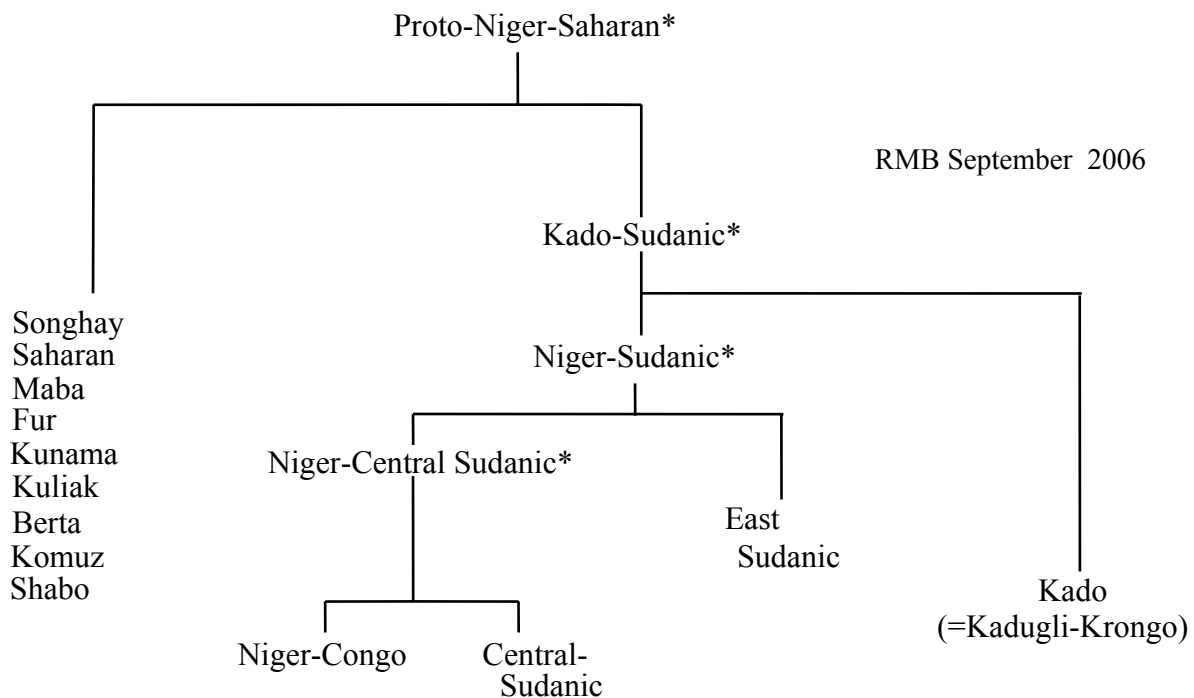 Proto-Niger-Saharan*
RMB September 2006
Kado-Sudanic*
Songhay
Saharan
Maba
Fur
Kunama
Kuliak
Berta
Komuz
Shabo
Niger-Sudanic*
Niger-Central Sudanic*
East
Sudanic
Kado
(=Kadugli-Krongo)
Niger-Congo
Central-
Sudanic